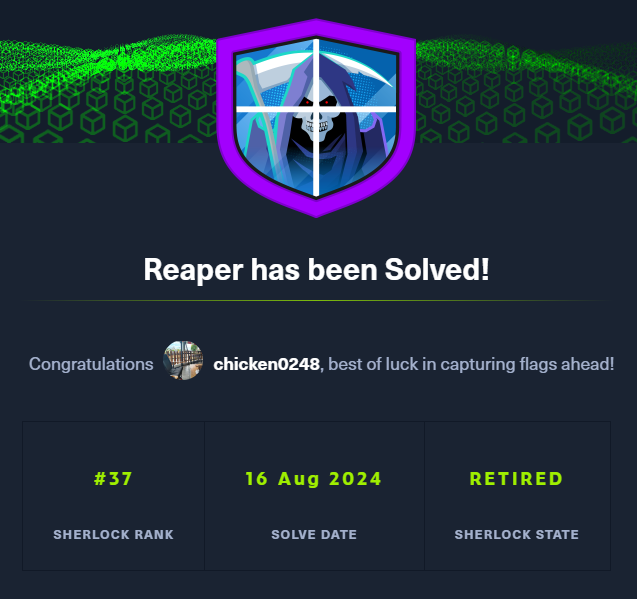 Reaper has been Solved!
Congratulations chicken0248, best of luck in capturing flags ahead!
#37 16 Aug 2024 RETIRED
SHERLOCK RANK SOLVE DATE SHERLOCK STATE